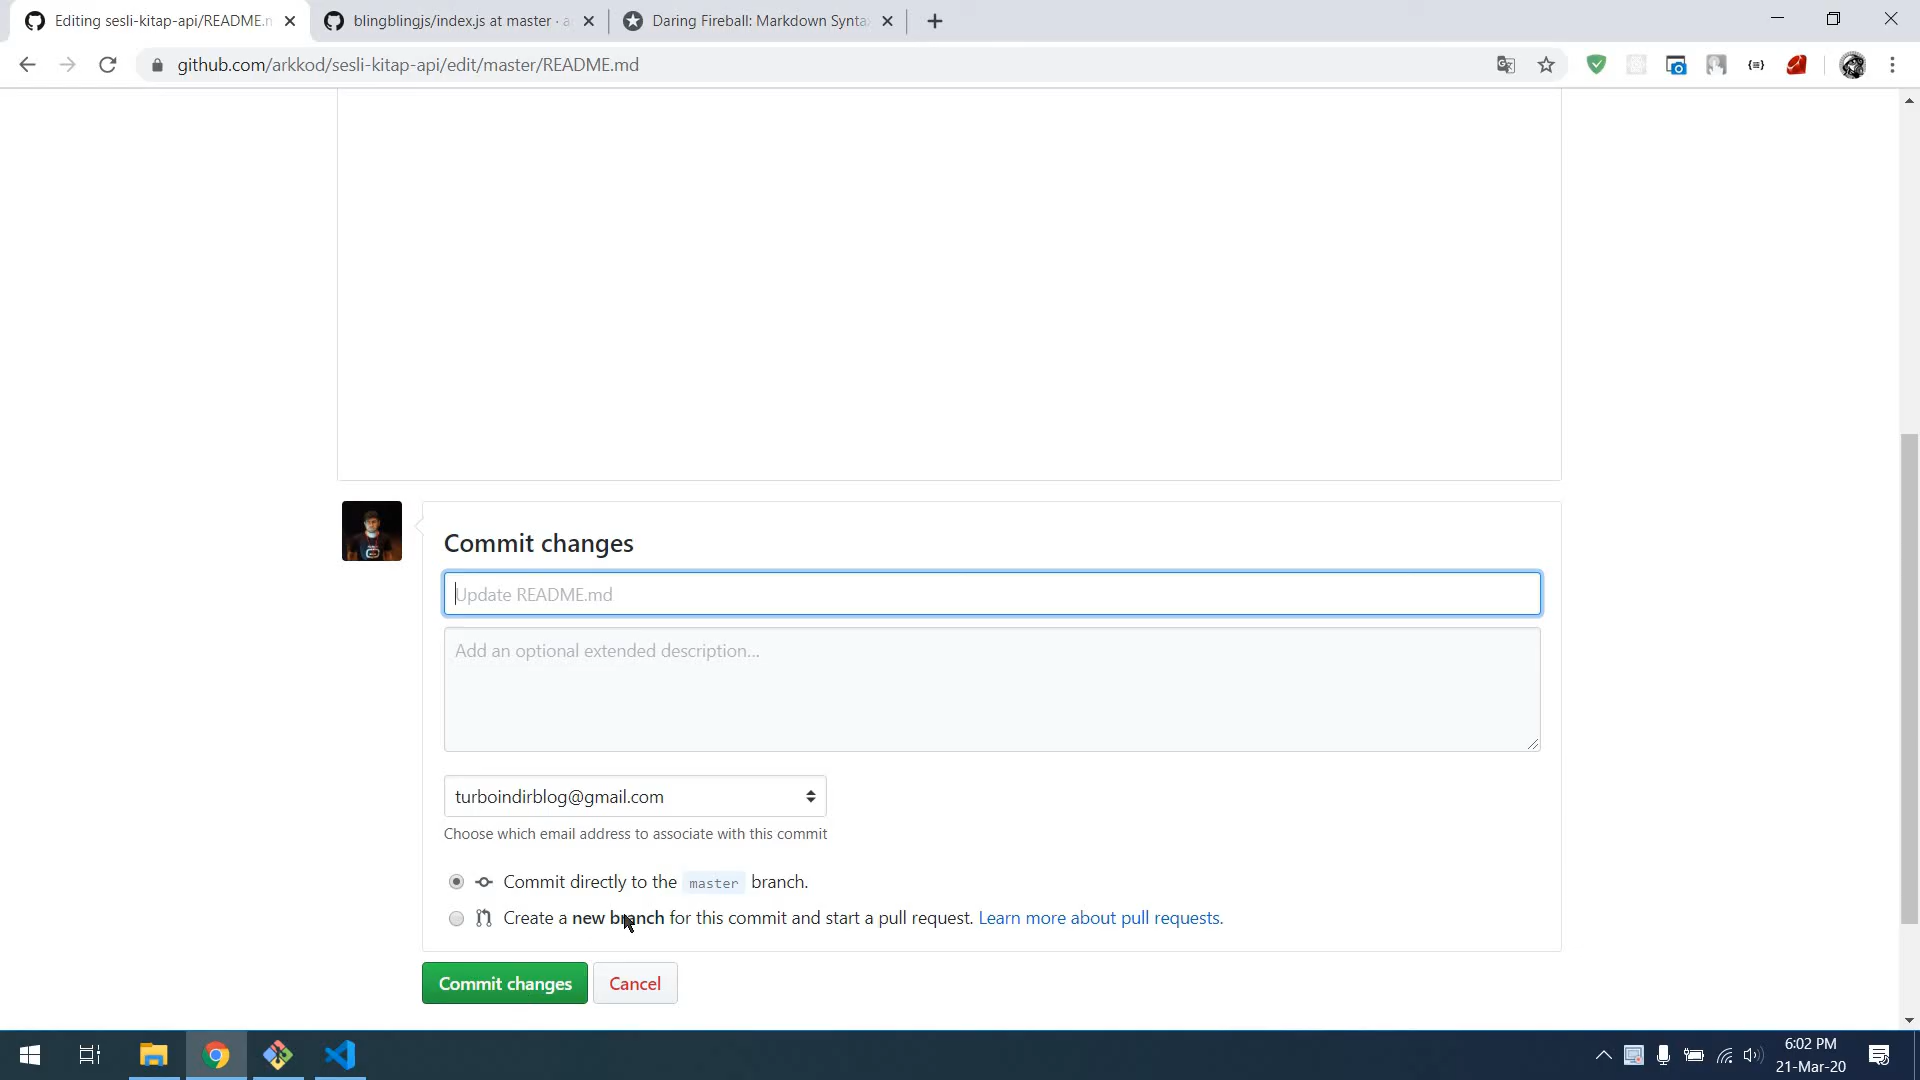 Editing sesli-kitap-api/README.m
blingblingjs/index.js at master · a
Daring Fireball: Markdown Synta
github.com/arkkod/sesli-kitap-api/edit/master/README.md
Commit changes
Update README.md
Add an optional extended description...
turboindirblog@gmail.com
Choose which email address to associate with this commit
Commit directly to the master branch.
Create a new branch for this commit and start a pull request. Learn more about pull requests.
Commit changes Cancel
6:02 PM
21-Mar-20